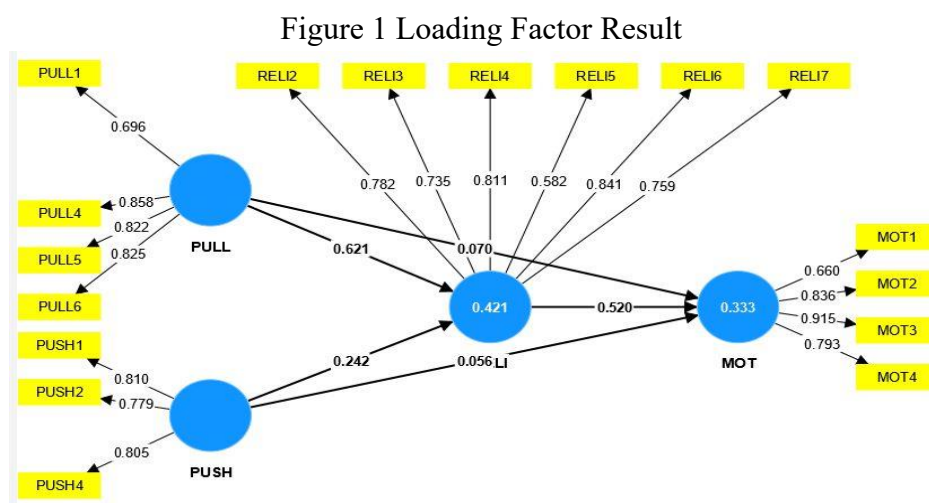 Figure 1 Loading Factor Result
PULL1
RELI2
RELI3
RELI4
RELI5
RELI6
RELI7
0.696
0.782
0.735
0.811
0.582
0.841
0.759
PULL4
0.858
PULL5
0.822
PULL6
0.825
PULL
0.621
0.070
MOT1
0.660
MOT2
0.836
MOT3
0.915
MOT4
0.793
0.421
0.520
0.333
PUSH1
0.810
PUSH2
0.779
0.242
0.056
LI
MOT
0.805
PUSH4
PUSH